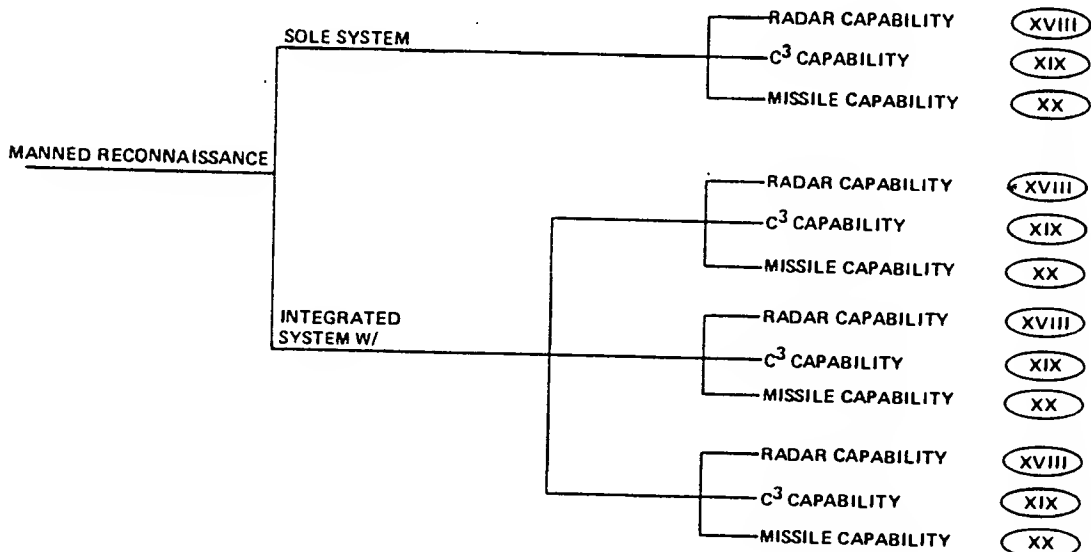 SOLE SYSTEM
RADAR CAPABILITY XVIII
C³ CAPABILITY XIX
MISSILE CAPABILITY XX
MANNED RECONNAISSANCE
RADAR CAPABILITY XVIII
C³ CAPABILITY XIX
MISSILE CAPABILITY XX
INTEGRATED
SYSTEM W/
RADAR CAPABILITY XVIII
C³ CAPABILITY XIX
MISSILE CAPABILITY XX
RADAR CAPABILITY XVIII
C³ CAPABILITY XIX
MISSILE CAPABILITY XX